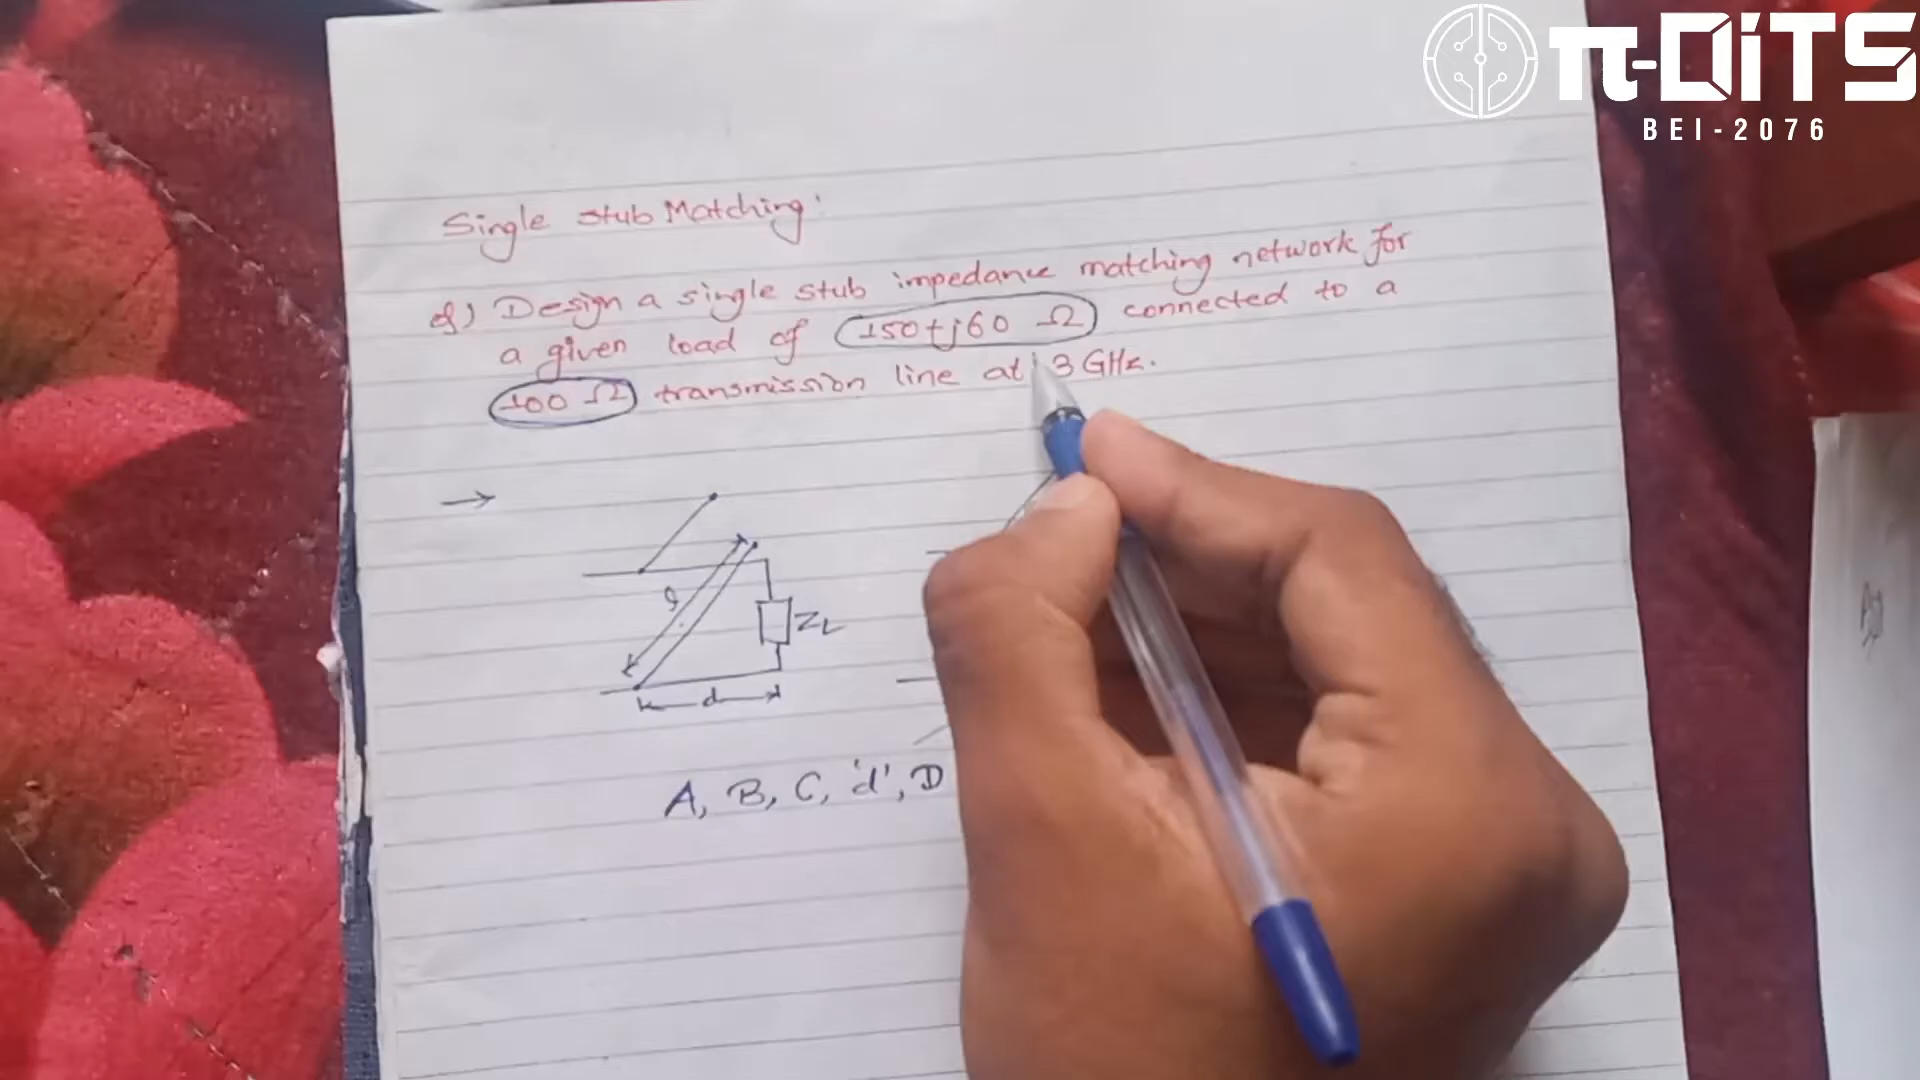 π-DiTS
BEI-2076
Single stub Matching:
Q) Design a single stub impedance matching network for
a given load of 150+j60 Ω connected to a
100 Ω transmission line at 3 GHz.
→
l
ZL
d
A, B, C, 'd', D